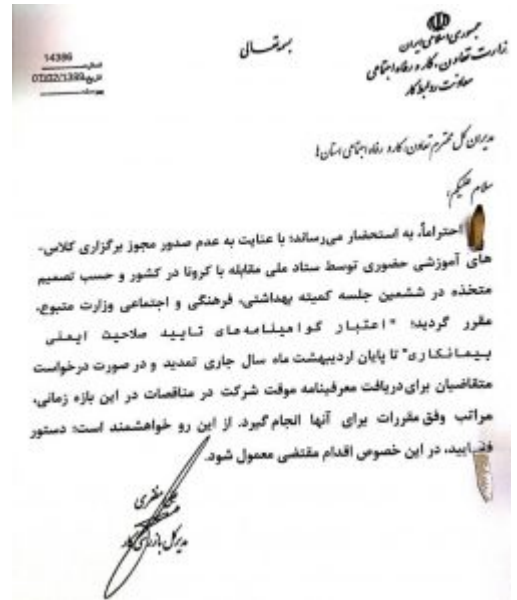 جمهوری اسلامی ایران
وزارت تعاون، کار و رفاه اجتماعی
معاونت روابط کار
بسمه‌تعالی
14386
07/02/1399
مدیران کل محترم تعاون، کار و رفاه اجتماعی استان‌ها
سلام علیکم؛
احتراماً، به استحضار می‌رساند؛ با عنایت به عدم صدور مجوز برگزاری کلاس-
های آموزشی حضوری توسط ستاد ملی مقابله با کرونا در کشور و حسب تصمیم
متخذه در ششمین جلسه کمیته بهداشتی، فرهنگی و اجتماعی وزارت متبوع،
مقرر گردید؛ "اعتبار گواهینامه‌های تایید صلاحیت ایمنی
پیمانکاری" تا پایان اردیبهشت ماه سال جاری تمدید و در صورت درخواست
متقاضیان برای دریافت معرفینامه موقت شرکت در مناقصات در این بازه زمانی،
مراتب وفق مقررات برای آنها انجام گیرد. از این رو خواهشمند است؛ دستور
فرمایید، در این خصوص اقدام مقتضی معمول شود.
علی مظفری
مدیرکل بازرسی کار